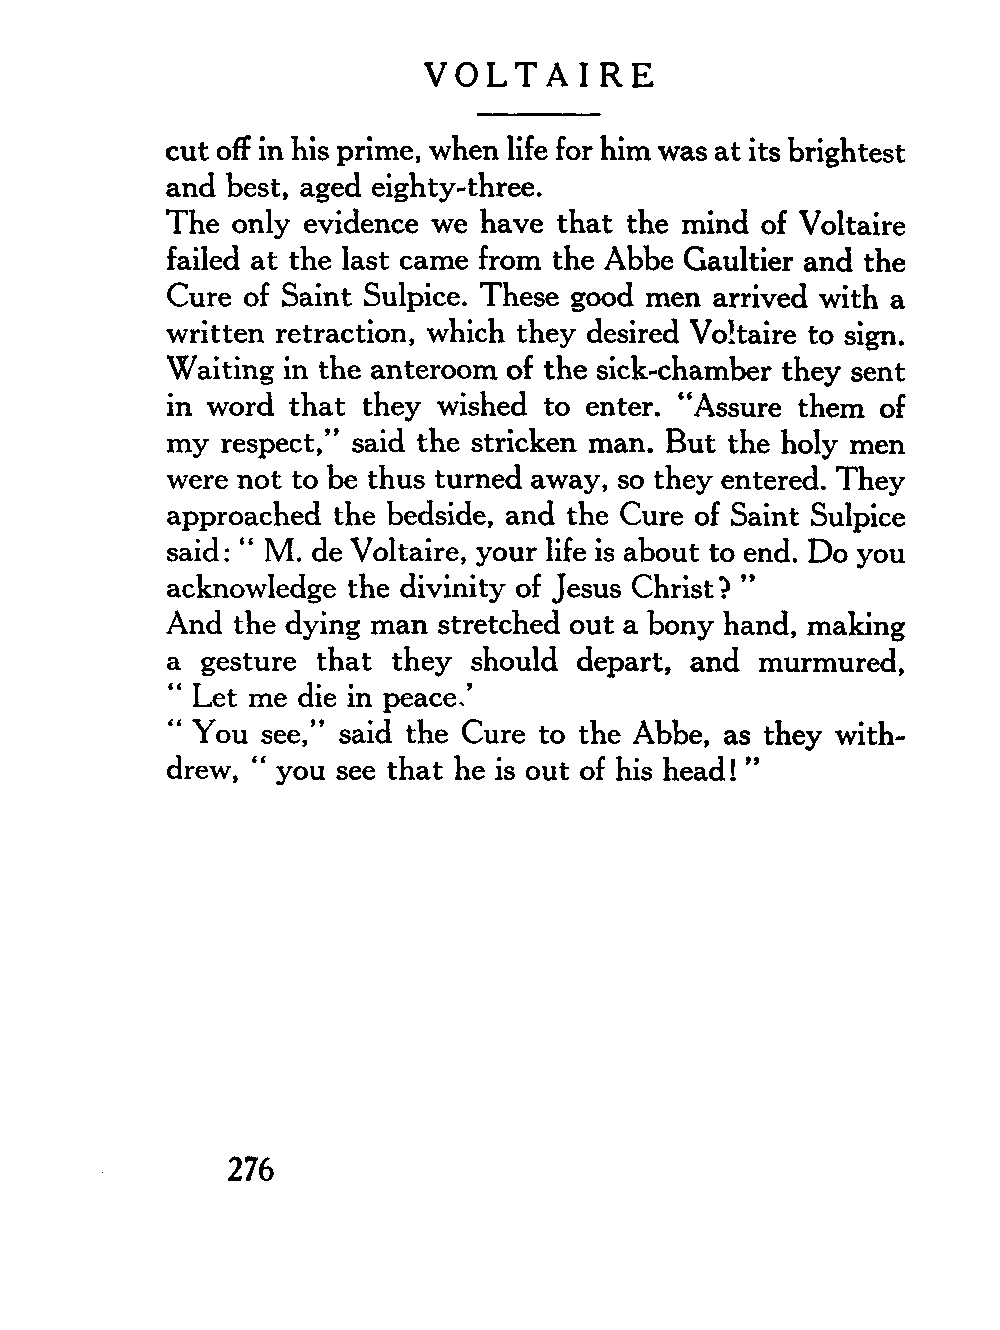 VOLTAIRE
cut off in his prime, when life for him was at its brightest
and best, aged eighty-three.
The only evidence we have that the mind of Voltaire
failed at the last came from the Abbe Gaultier and the
Cure of Saint Sulpice. These good men arrived with a
written retraction, which they desired Voltaire to sign.
Waiting in the anteroom of the sick-chamber they sent
in word that they wished to enter. “Assure them of
my respect,” said the stricken man. But the holy men
were not to be thus turned away, so they entered. They
approached the bedside, and the Cure of Saint Sulpice
said: “ M. de Voltaire, your life is about to end. Do you
acknowledge the divinity of Jesus Christ? ”
And the dying man stretched out a bony hand, making
a gesture that they should depart, and murmured,
“ Let me die in peace.’
“ You see,” said the Cure to the Abbe, as they with-
drew, “ you see that he is out of his head! ”
276